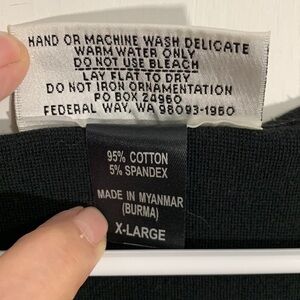 HAND OR MACHINE WASH DELICATE
WARM WATER ONLY
DO NOT USE BLEACH
LAY FLAT TO DRY
DO NOT IRON ORNAMENTATION
PO BOX 24960
FEDERAL WAY, WA 98093-1960
95% COTTON
5% SPANDEX
MADE IN MYANMAR
(BURMA)
X-LARGE